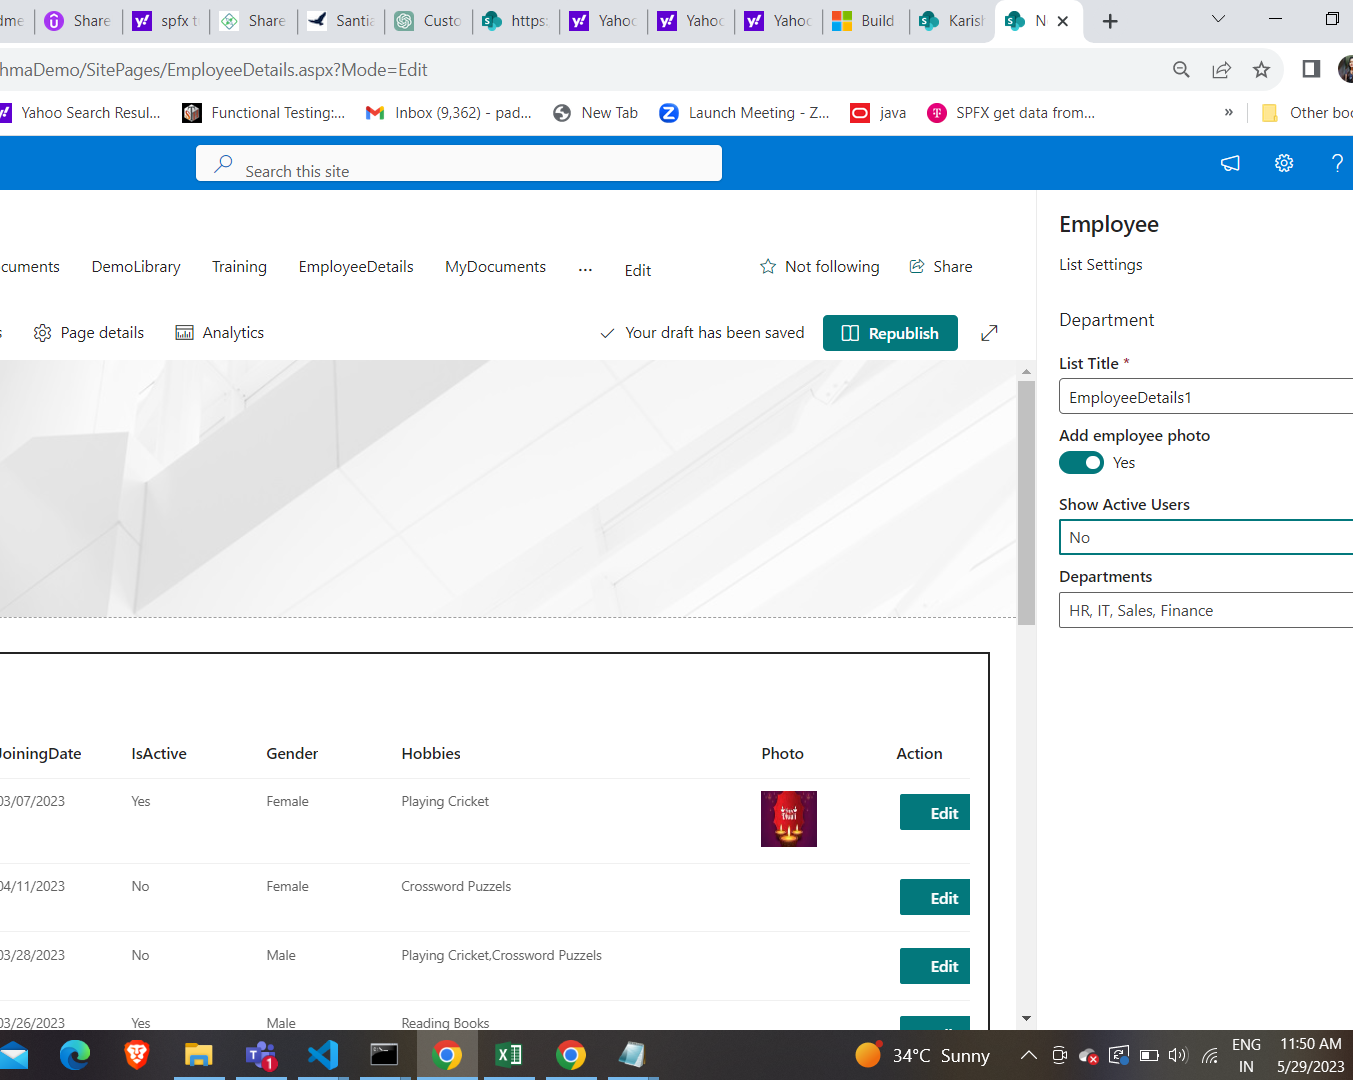 dme
Share
spfx t
Share
Santia
Custo
https:
Yahoo
Yahoo
Yahoo
Build
Karish
N
hmaDemo/SitePages/EmployeeDetails.aspx?Mode=Edit
Yahoo Search Resul...
Functional Testing:...
Inbox (9,362) - pad...
New Tab
Launch Meeting - Z...
java
SPFX get data from...
»
Other boo
Search this site
?
Employee
List Settings
cuments
DemoLibrary
Training
EmployeeDetails
MyDocuments
...
Edit
Not following
Share
s
Page details
Analytics
Your draft has been saved
Republish
Department
List Title *
EmployeeDetails1
Add employee photo
Yes
Show Active Users
No
Departments
HR, IT, Sales, Finance
JoiningDate IsActive Gender Hobbies Photo Action
03/07/2023 Yes Female Playing Cricket Edit
04/11/2023 No Female Crossword Puzzels Edit
03/28/2023 No Male Playing Cricket,Crossword Puzzels Edit
03/26/2023 Yes Male Reading Books
34°C Sunny
ENG
IN
11:50 AM
5/29/2023